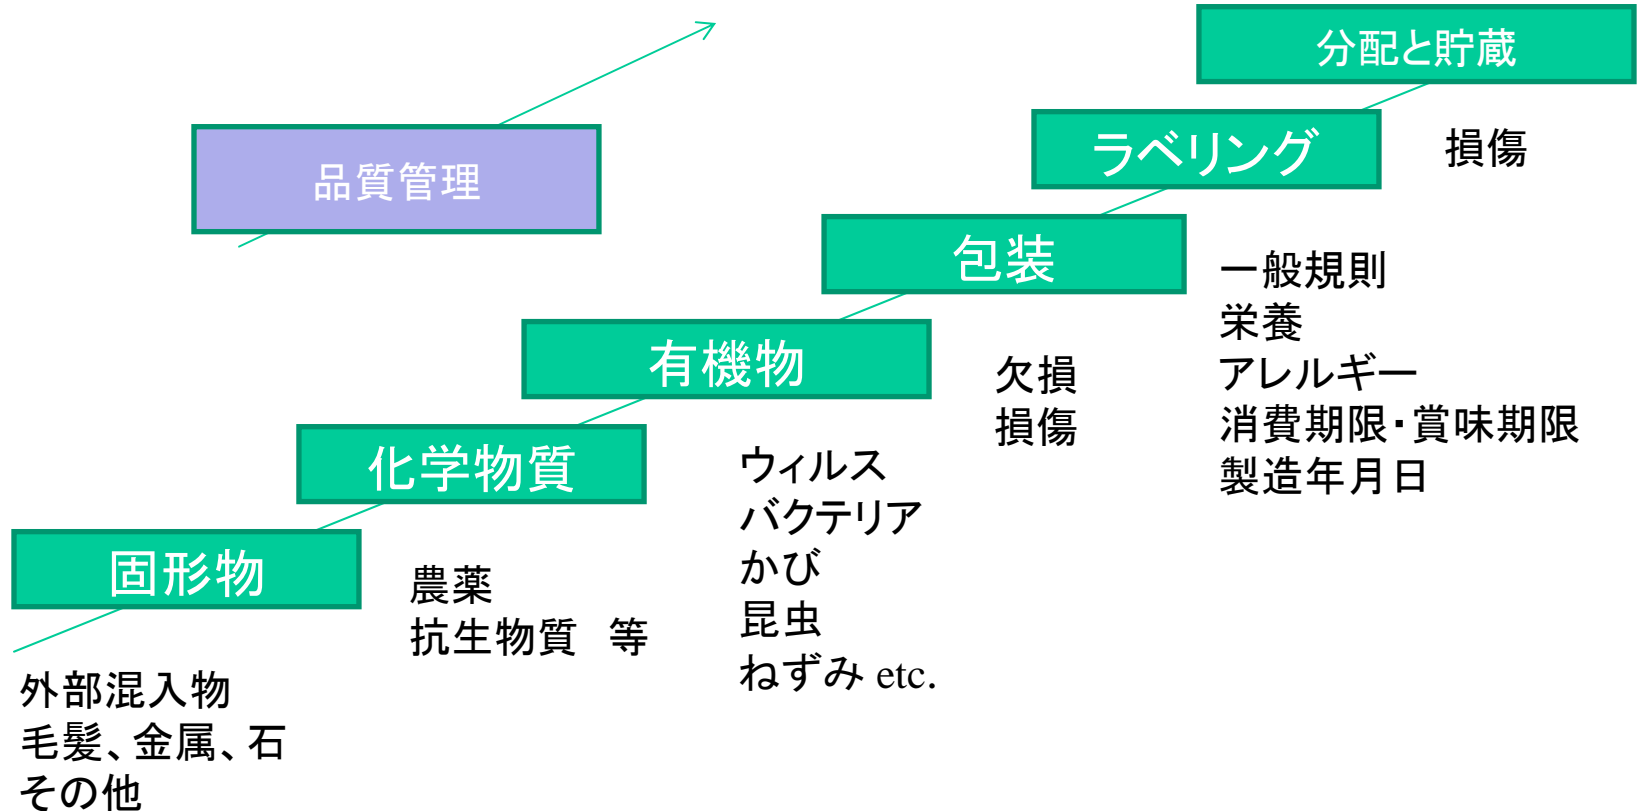 分配と貯蔵
ラベリング
損傷
品質管理
包装
一般規則
栄養
アレルギー
消費期限・賞味期限
製造年月日
有機物
欠損
損傷
化学物質
ウィルス
バクテリア
かび
昆虫
ねずみ etc.
固形物
農薬
抗生物質　等
外部混入物
毛髪、金属、石
その他